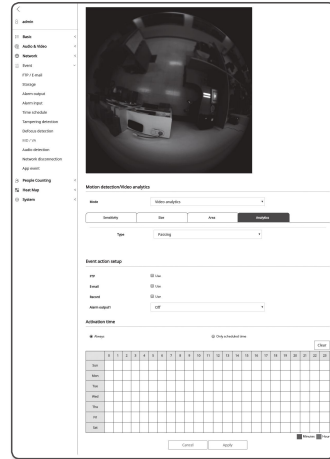 admin
Basic
Audio & Video
Network
Event
FTP / E-mail
Storage
Alarm output
Alarm input
Time schedule
Tampering detection
Defocus detection
MD / VA
Audio detection
Network disconnection
App event
People Counting
Heat Map
System
Motion detection/Video analytics
Mode Video analytics
Sensitivity Size Area Analytics
Type Passing
Event action setup
FTP Use
E-mail Use
Record Use
Alarm output1 Off
Activation time
Always Only scheduled time
Clear
0 1 2 3 4 5 6 7 8 9 10 11 12 13 14 15 16 17 18 19 20 21 22 23
Sun
Mon
Tue
Wed
Thu
Fri
Sat
Minutes Hour
Cancel Apply